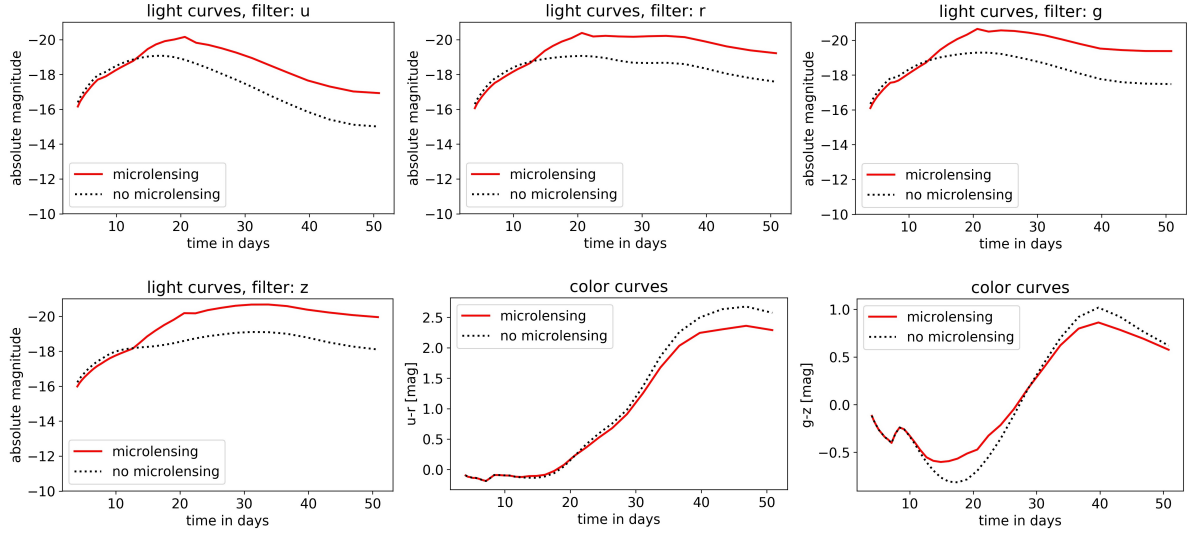 light curves, filter: u
absolute magnitude
−20
−18
−16
−14
−12
−10
microlensing
no microlensing
10
20
30
40
50
time in days
light curves, filter: r
absolute magnitude
−20
−18
−16
−14
−12
−10
microlensing
no microlensing
10
20
30
40
50
time in days
light curves, filter: g
absolute magnitude
−20
−18
−16
−14
−12
−10
microlensing
no microlensing
10
20
30
40
50
time in days
light curves, filter: z
absolute magnitude
−20
−18
−16
−14
−12
−10
microlensing
no microlensing
10
20
30
40
50
time in days
color curves
u-r [mag]
2.5
2.0
1.5
1.0
0.5
0.0
microlensing
no microlensing
10
20
30
40
50
time in days
color curves
g-z [mag]
1.0
0.5
0.0
−0.5
microlensing
no microlensing
10
20
30
40
50
time in days